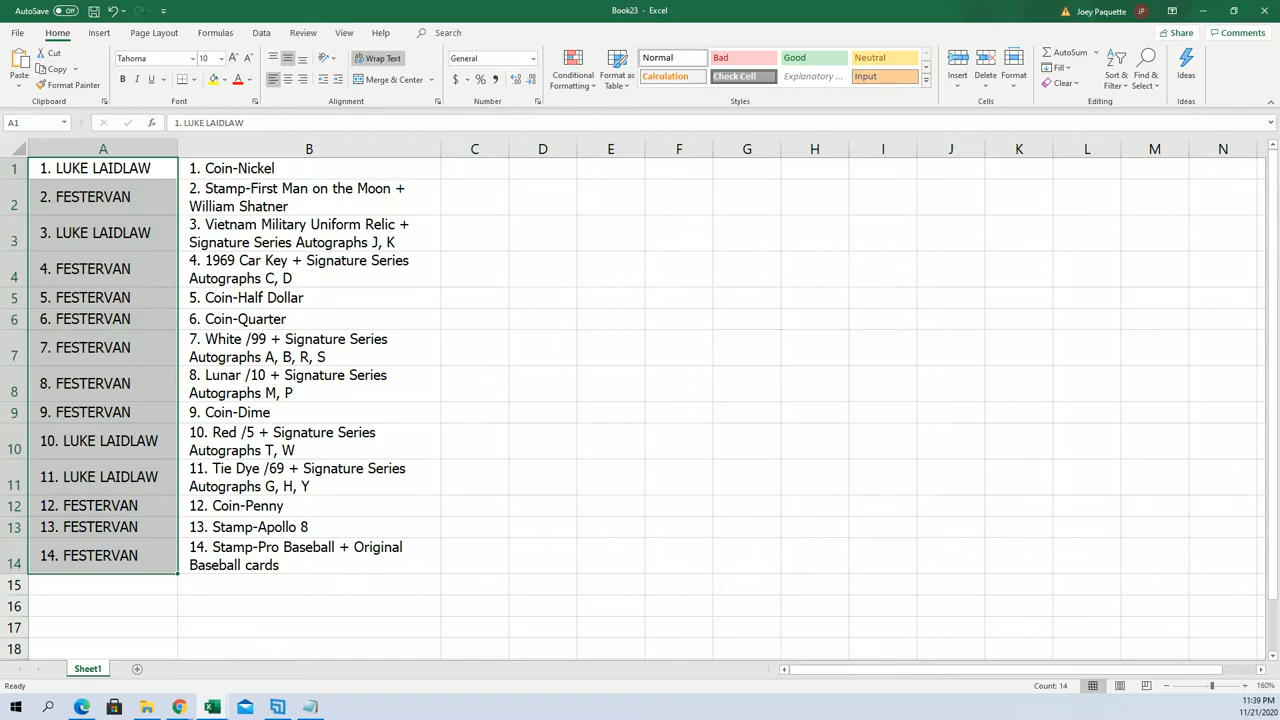 AutoSave Off
Book23 - Excel
Joey Paquette JP
File Home Insert Page Layout Formulas Data Review View Help Search
Share Comments
Paste
Cut
Copy
Format Painter
Clipboard
Tahoma 10
B I U
Font
Wrap Text
Merge & Center
Alignment
General
$ % ,
Number
Conditional Formatting
Format as Table
Normal Bad Good Neutral
Calculation Check Cell Explanatory ... Input
Styles
Insert Delete Format
Cells
AutoSum
Fill
Clear
Sort & Filter
Find & Select
Editing
Ideas
Ideas
A1 fx 1. LUKE LAIDLAW
A B C D E F G H I J K L M N
1 1. LUKE LAIDLAW 1. Coin-Nickel
2 2. FESTERVAN 2. Stamp-First Man on the Moon +
William Shatner
3 3. LUKE LAIDLAW 3. Vietnam Military Uniform Relic +
Signature Series Autographs J, K
4 4. FESTERVAN 4. 1969 Car Key + Signature Series
Autographs C, D
5 5. FESTERVAN 5. Coin-Half Dollar
6 6. FESTERVAN 6. Coin-Quarter
7 7. FESTERVAN 7. White /99 + Signature Series
Autographs A, B, R, S
8 8. FESTERVAN 8. Lunar /10 + Signature Series
Autographs M, P
9 9. FESTERVAN 9. Coin-Dime
10 10. LUKE LAIDLAW 10. Red /5 + Signature Series
Autographs T, W
11 11. LUKE LAIDLAW 11. Tie Dye /69 + Signature Series
Autographs G, H, Y
12 12. FESTERVAN 12. Coin-Penny
13 13. FESTERVAN 13. Stamp-Apollo 8
14 14. FESTERVAN 14. Stamp-Pro Baseball + Original
Baseball cards
15
16
17
18
Sheet1
Ready
Count: 14
160%
11:39 PM
11/21/2020